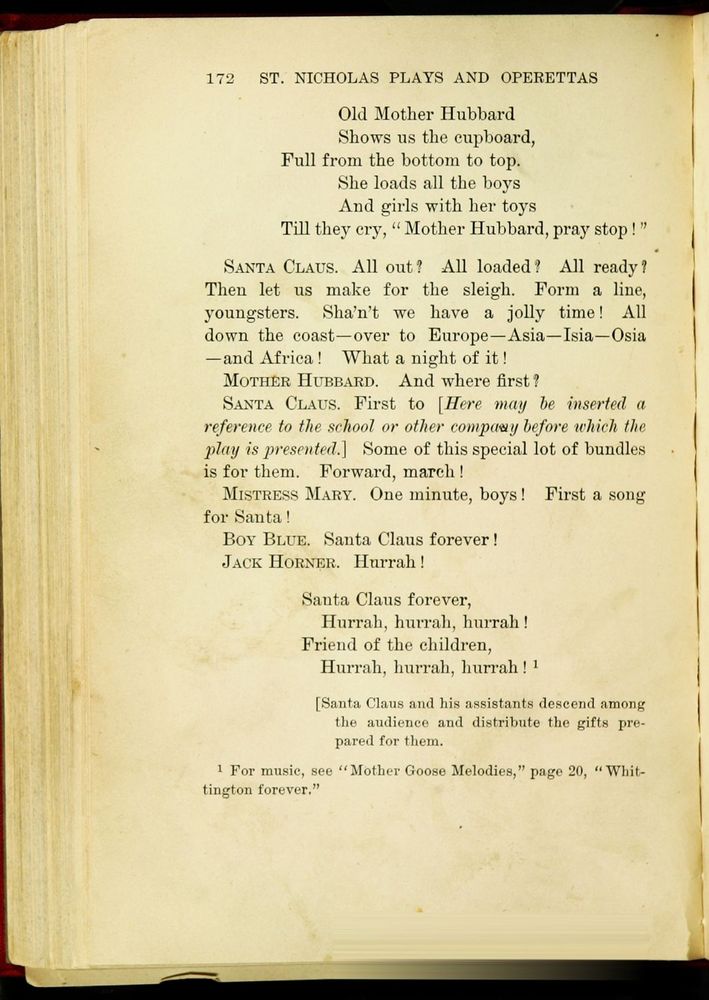 172 ST. NICHOLAS PLAYS AND OPERETTAS
Old Mother Hubbard
Shows us the cupboard,
Full from the bottom to top.
She loads all the boys
And girls with her toys
Till they cry, “Mother Hubbard, pray stop!”
SANTA CLAUS. All out? All loaded? All ready?
Then let us make for the sleigh. Form a line,
youngsters. Sha'n't we have a jolly time! All
down the coast—over to Europe—Asia—Isia—Osia
—and Africa! What a night of it!
MOTHER HUBBARD. And where first?
SANTA CLAUS. First to [Here may be inserted a
reference to the school or other company before which the
play is presented.] Some of this special lot of bundles
is for them. Forward, march!
MISTRESS MARY. One minute, boys! First a song
for Santa!
BOY BLUE. Santa Claus forever!
JACK HORNER. Hurrah!
Santa Claus forever,
Hurrah, hurrah, hurrah!
Friend of the children,
Hurrah, hurrah, hurrah! 1
[Santa Claus and his assistants descend among
the audience and distribute the gifts pre-
pared for them.
1 For music, see “Mother Goose Melodies,” page 20, “Whit-
tington forever.”